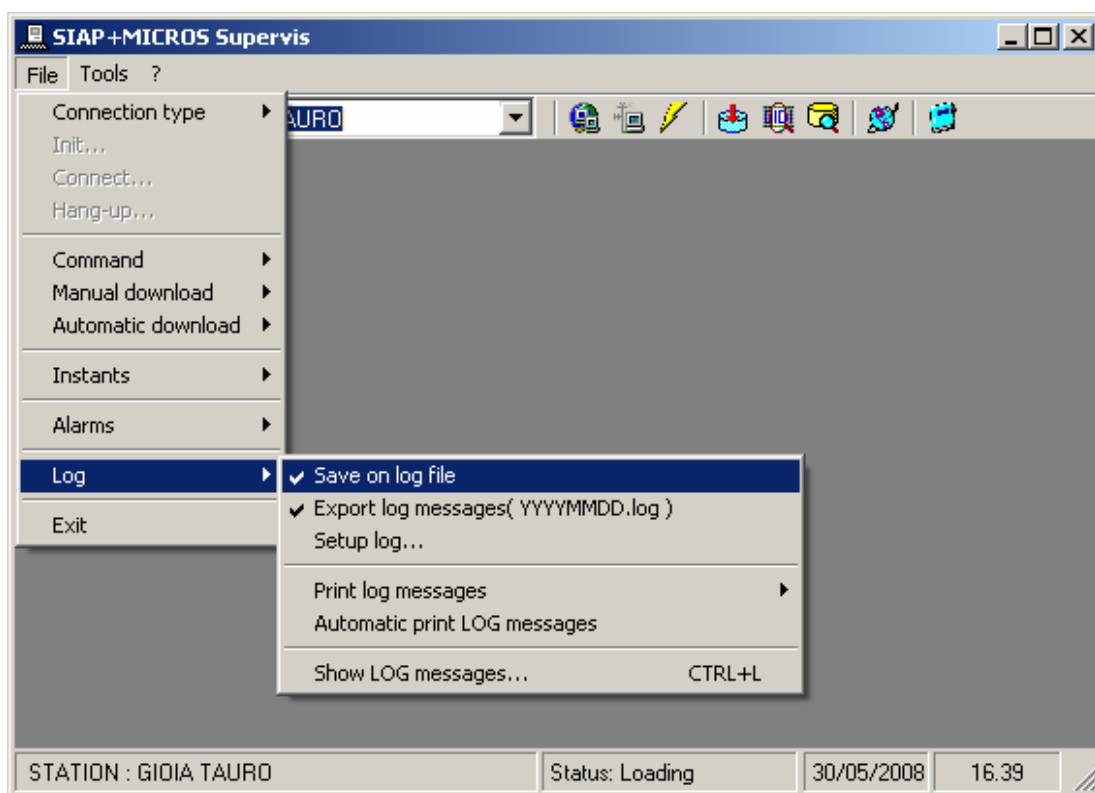 SIAP+MICROS Supervis
File Tools ?
Connection type
AURO
Init...
Connect...
Hang-up...
Command
Manual download
Automatic download
Instants
Alarms
Log
Exit
Save on log file
Export log messages( YYYYMMDD.log )
Setup log...
Print log messages
Automatic print LOG messages
Show LOG messages... CTRL+L
STATION : GIOIA TAURO Status: Loading 30/05/2008 16.39